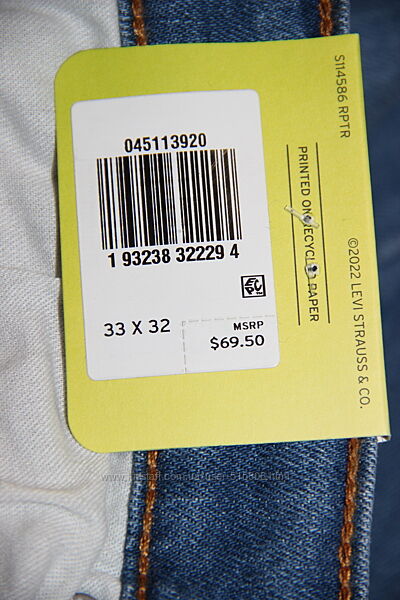 045113920
1 93238 32229 4
33 X 32
MSRP
$69.50
S114586 RPTR
PRINTED ON RECYCLED PAPER
©2022 LEVI STRAUSS & CO.